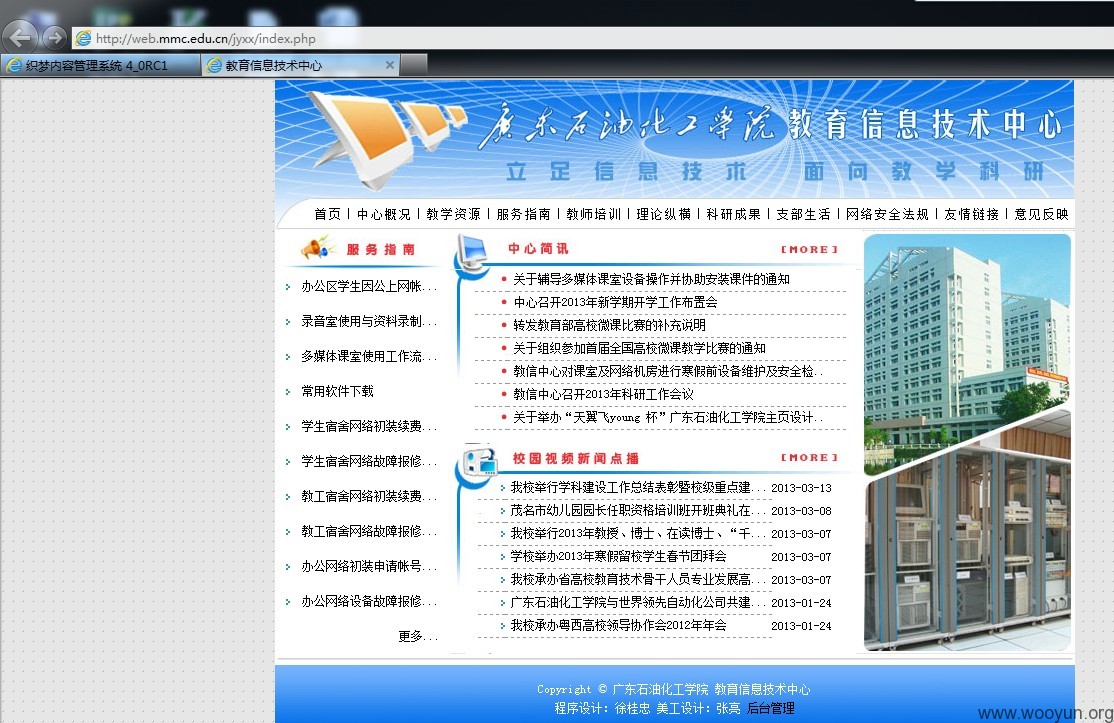 http://web.mmc.edu.cn/jyxx/index.php
织梦内容管理系统 4_0RC1
教育信息技术中心
广东石油化工学院 教育信息技术中心
立足信息技术 面向教学科研
首页 | 中心概况 | 教学资源 | 服务指南 | 教师培训 | 理论纵横 | 科研成果 | 支部生活 | 网络安全法规 | 友情链接 | 意见反映
服务指南
办公区学生因公上网帐...
录音室使用与资料录制...
多媒体课室使用工作流...
常用软件下载
学生宿舍网络初装续费...
学生宿舍网络故障报修...
教工宿舍网络初装续费...
教工宿舍网络故障报修...
办公网络初装申请帐号...
办公网络设备故障报修...
更多...
中心简讯 [MORE]
关于辅导多媒体课室设备操作并协助安装课件的通知
中心召开2013年新学期开学工作布置会
转发教育部高校微课比赛的补充说明
关于组织参加首届全国高校微课教学比赛的通知
教信中心对课室及网络机房进行寒假前设备维护及安全检..
教信中心召开2013年科研工作会议
关于举办“天翼飞young 杯”广东石油化工学院主页设计..
校园视频新闻点播 [MORE]
我校举行学科建设工作总结表彰暨校级重点建... 2013-03-13
茂名市幼儿园园长任职资格培训班开班典礼在... 2013-03-08
我校举行2013年教授、博士、在读博士、“千... 2013-03-07
学校举办2013年寒假留校学生春节团拜会 2013-03-07
我校承办省高校教育技术骨干人员专业发展高... 2013-03-07
广东石油化工学院与世界领先自动化公司共建... 2013-01-24
我校承办粤西高校领导协作会2012年年会 2013-01-24
Copyright © 广东石油化工学院 教育信息技术中心
程序设计：徐桂忠 美工设计：张亮 后台管理
www.wooyun.org